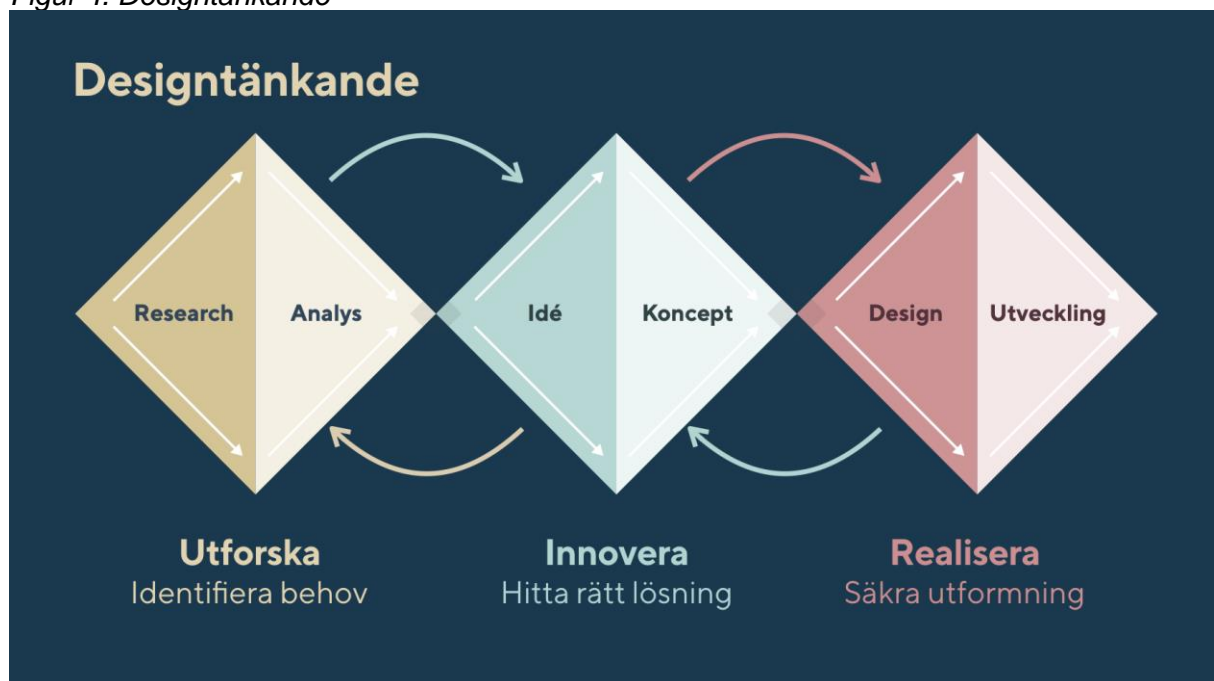 Designtänkande
Research
Analys
Idé
Koncept
Design
Utveckling
Utforska
Identifiera behov
Innovera
Hitta rätt lösning
Realisera
Säkra utformning